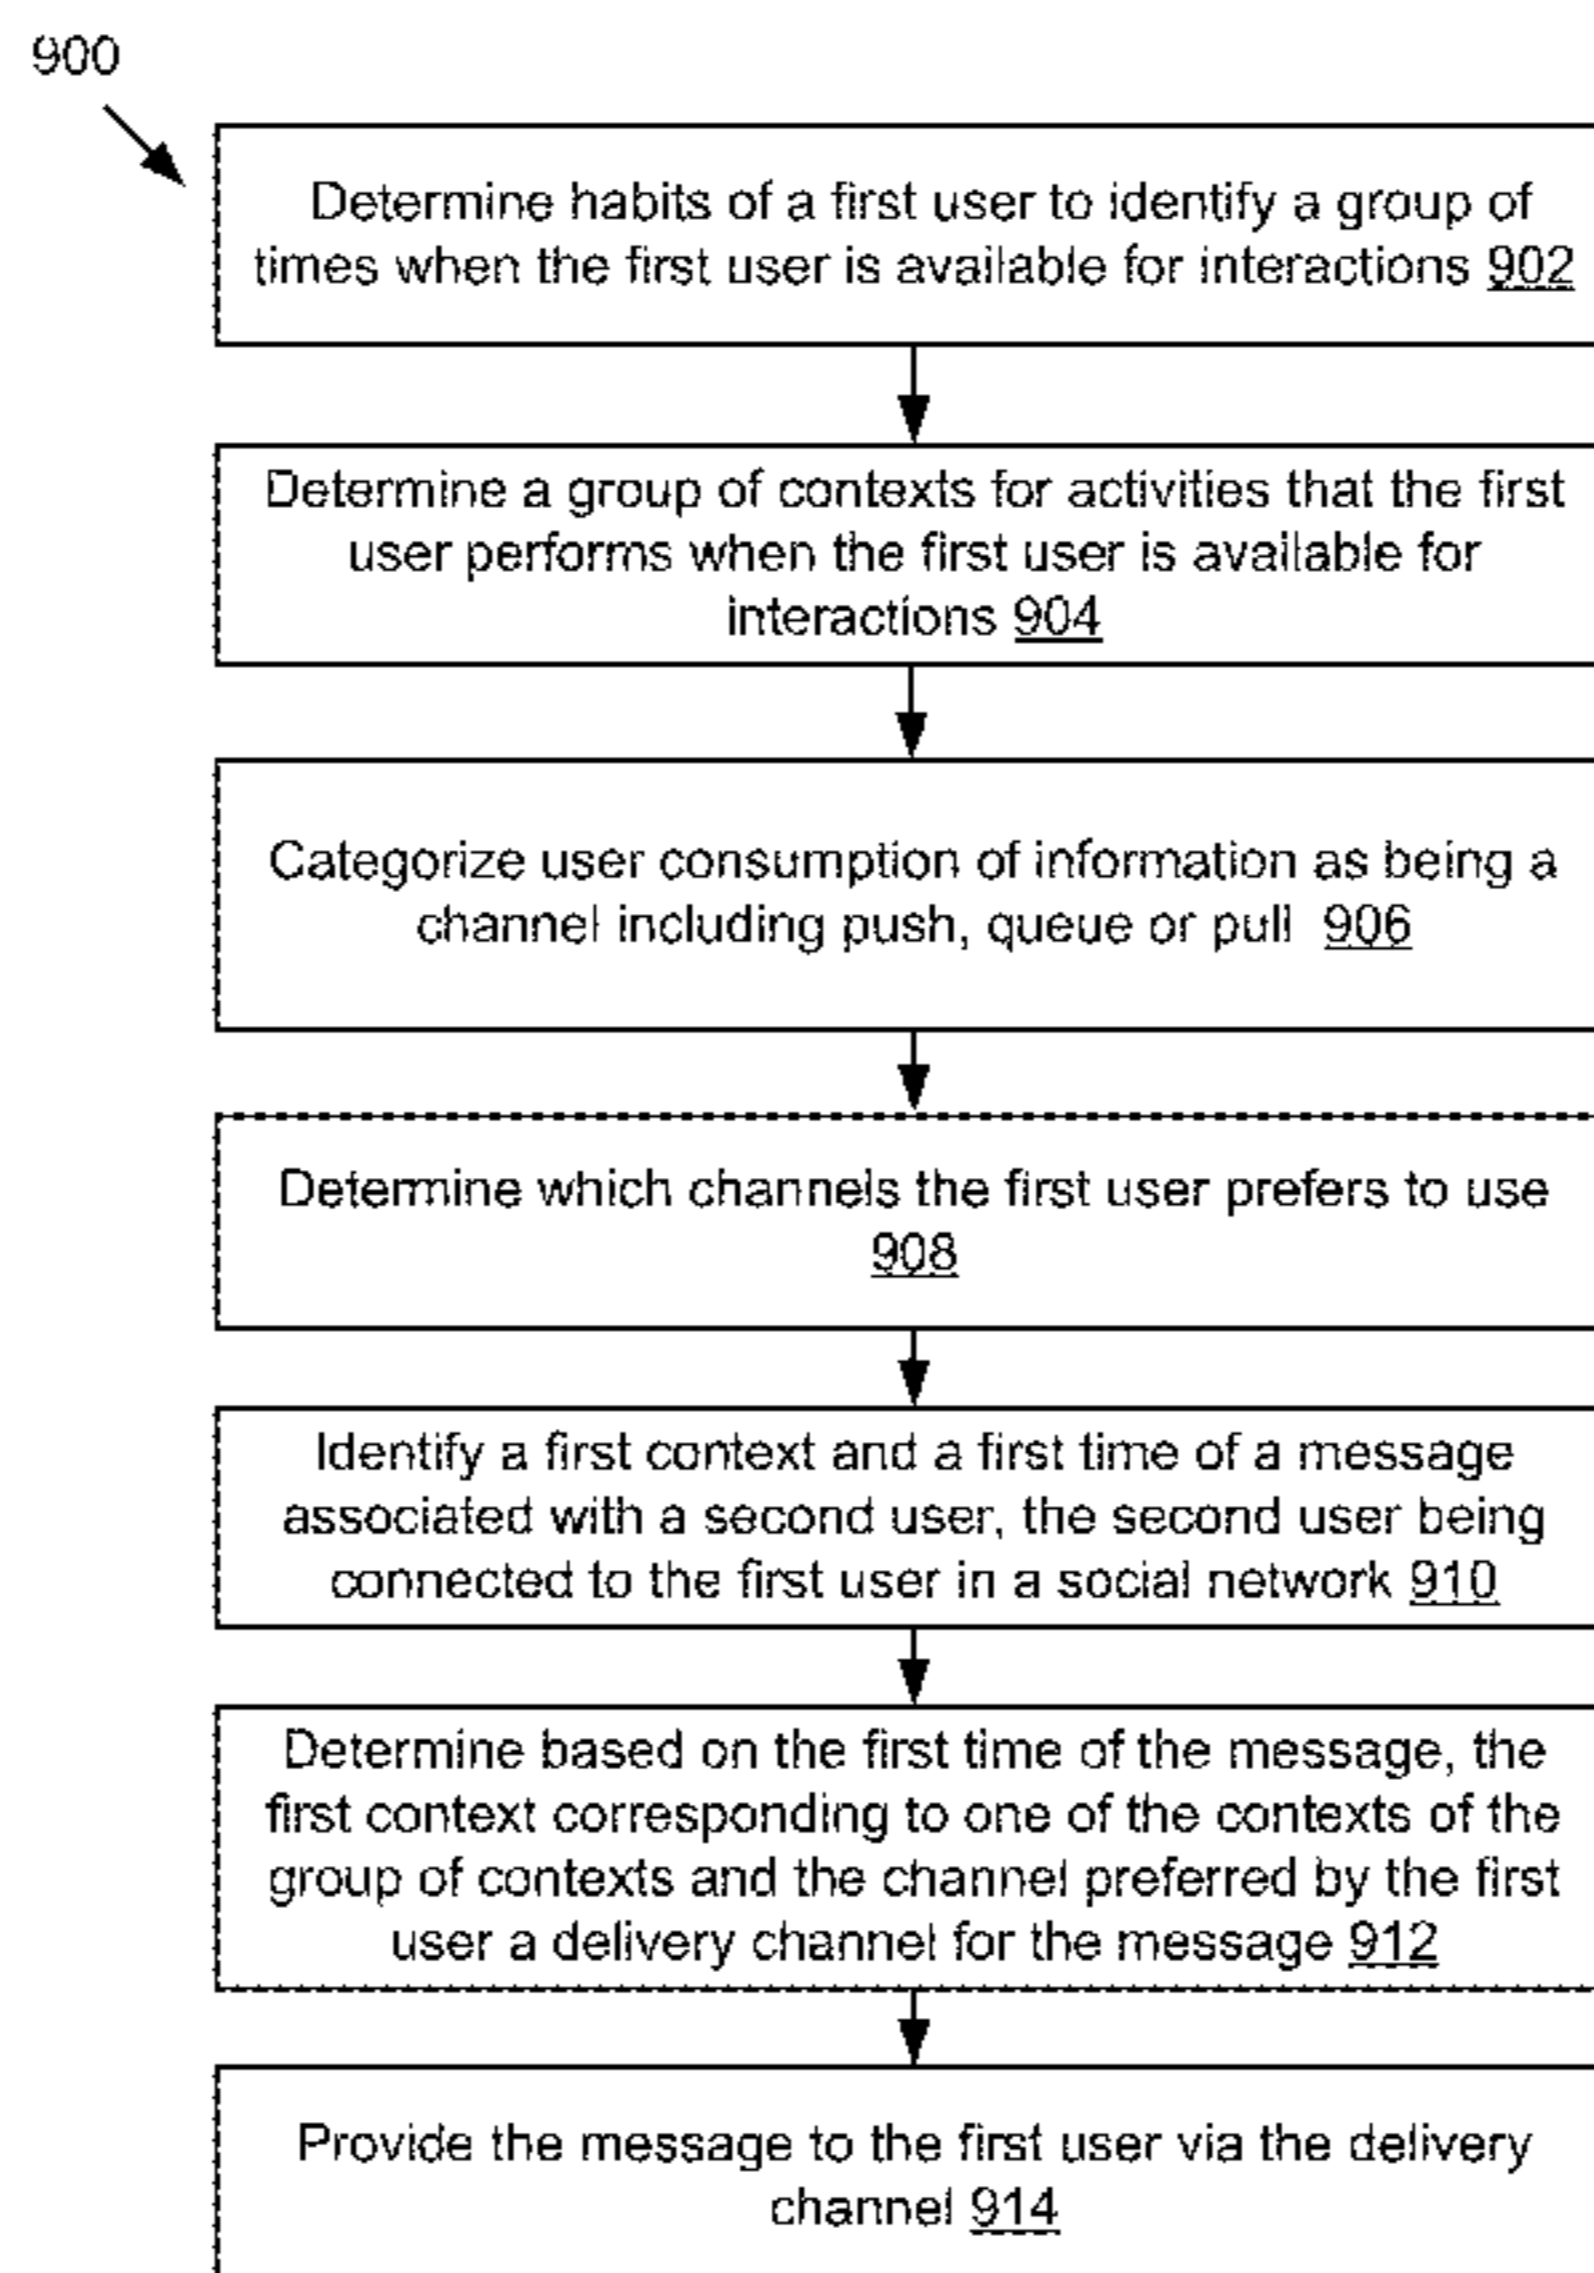 900
Determine habits of a first user to identify a group of
times when the first user is available for interactions 902
Determine a group of contexts for activities that the first
user performs when the first user is available for
interactions 904
Categorize user consumption of information as being a
channel including push, queue or pull 906
Determine which channels the first user prefers to use
908
Identify a first context and a first time of a message
associated with a second user, the second user being
connected to the first user in a social network 910
Determine based on the first time of the message, the
first context corresponding to one of the contexts of the
group of contexts and the channel preferred by the first
user a delivery channel for the message 912
Provide the message to the first user via the delivery
channel 914